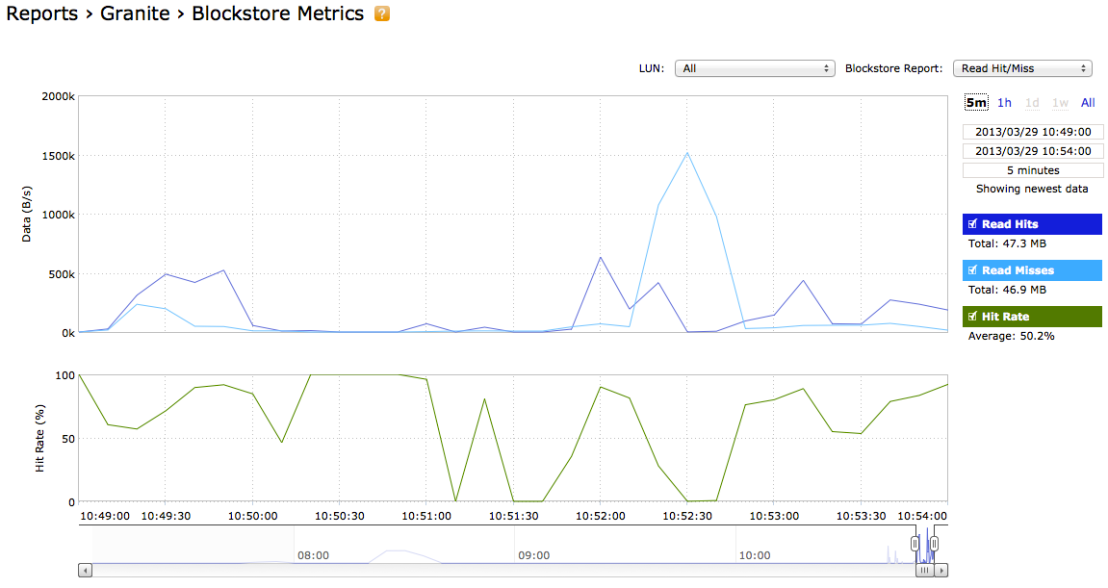 Reports › Granite › Blockstore Metrics ?
LUN: All Blockstore Report: Read Hit/Miss
5m 1h 1d 1w All
2013/03/29 10:49:00
2013/03/29 10:54:00
5 minutes
Showing newest data
Read Hits
Total: 47.3 MB
Read Misses
Total: 46.9 MB
Hit Rate
Average: 50.2%
Data (B/s)
2000k
1500k
1000k
500k
0k
Hit Rate (%)
100
50
0
10:49:00 10:49:30 10:50:00 10:50:30 10:51:00 10:51:30 10:52:00 10:52:30 10:53:00 10:53:30 10:54:00
08:00 09:00 10:00